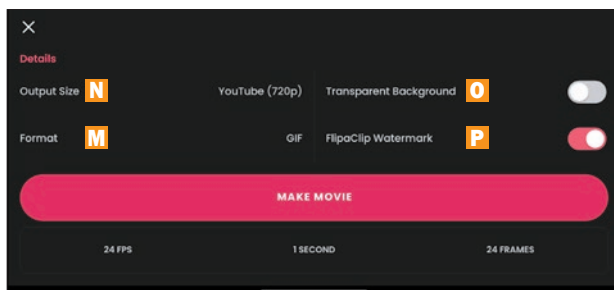 Details
Output Size N YouTube (720p) Transparent Background O
Format M GIF FlipaClip Watermark P
MAKE MOVIE
24 FPS 1 SECOND 24 FRAMES